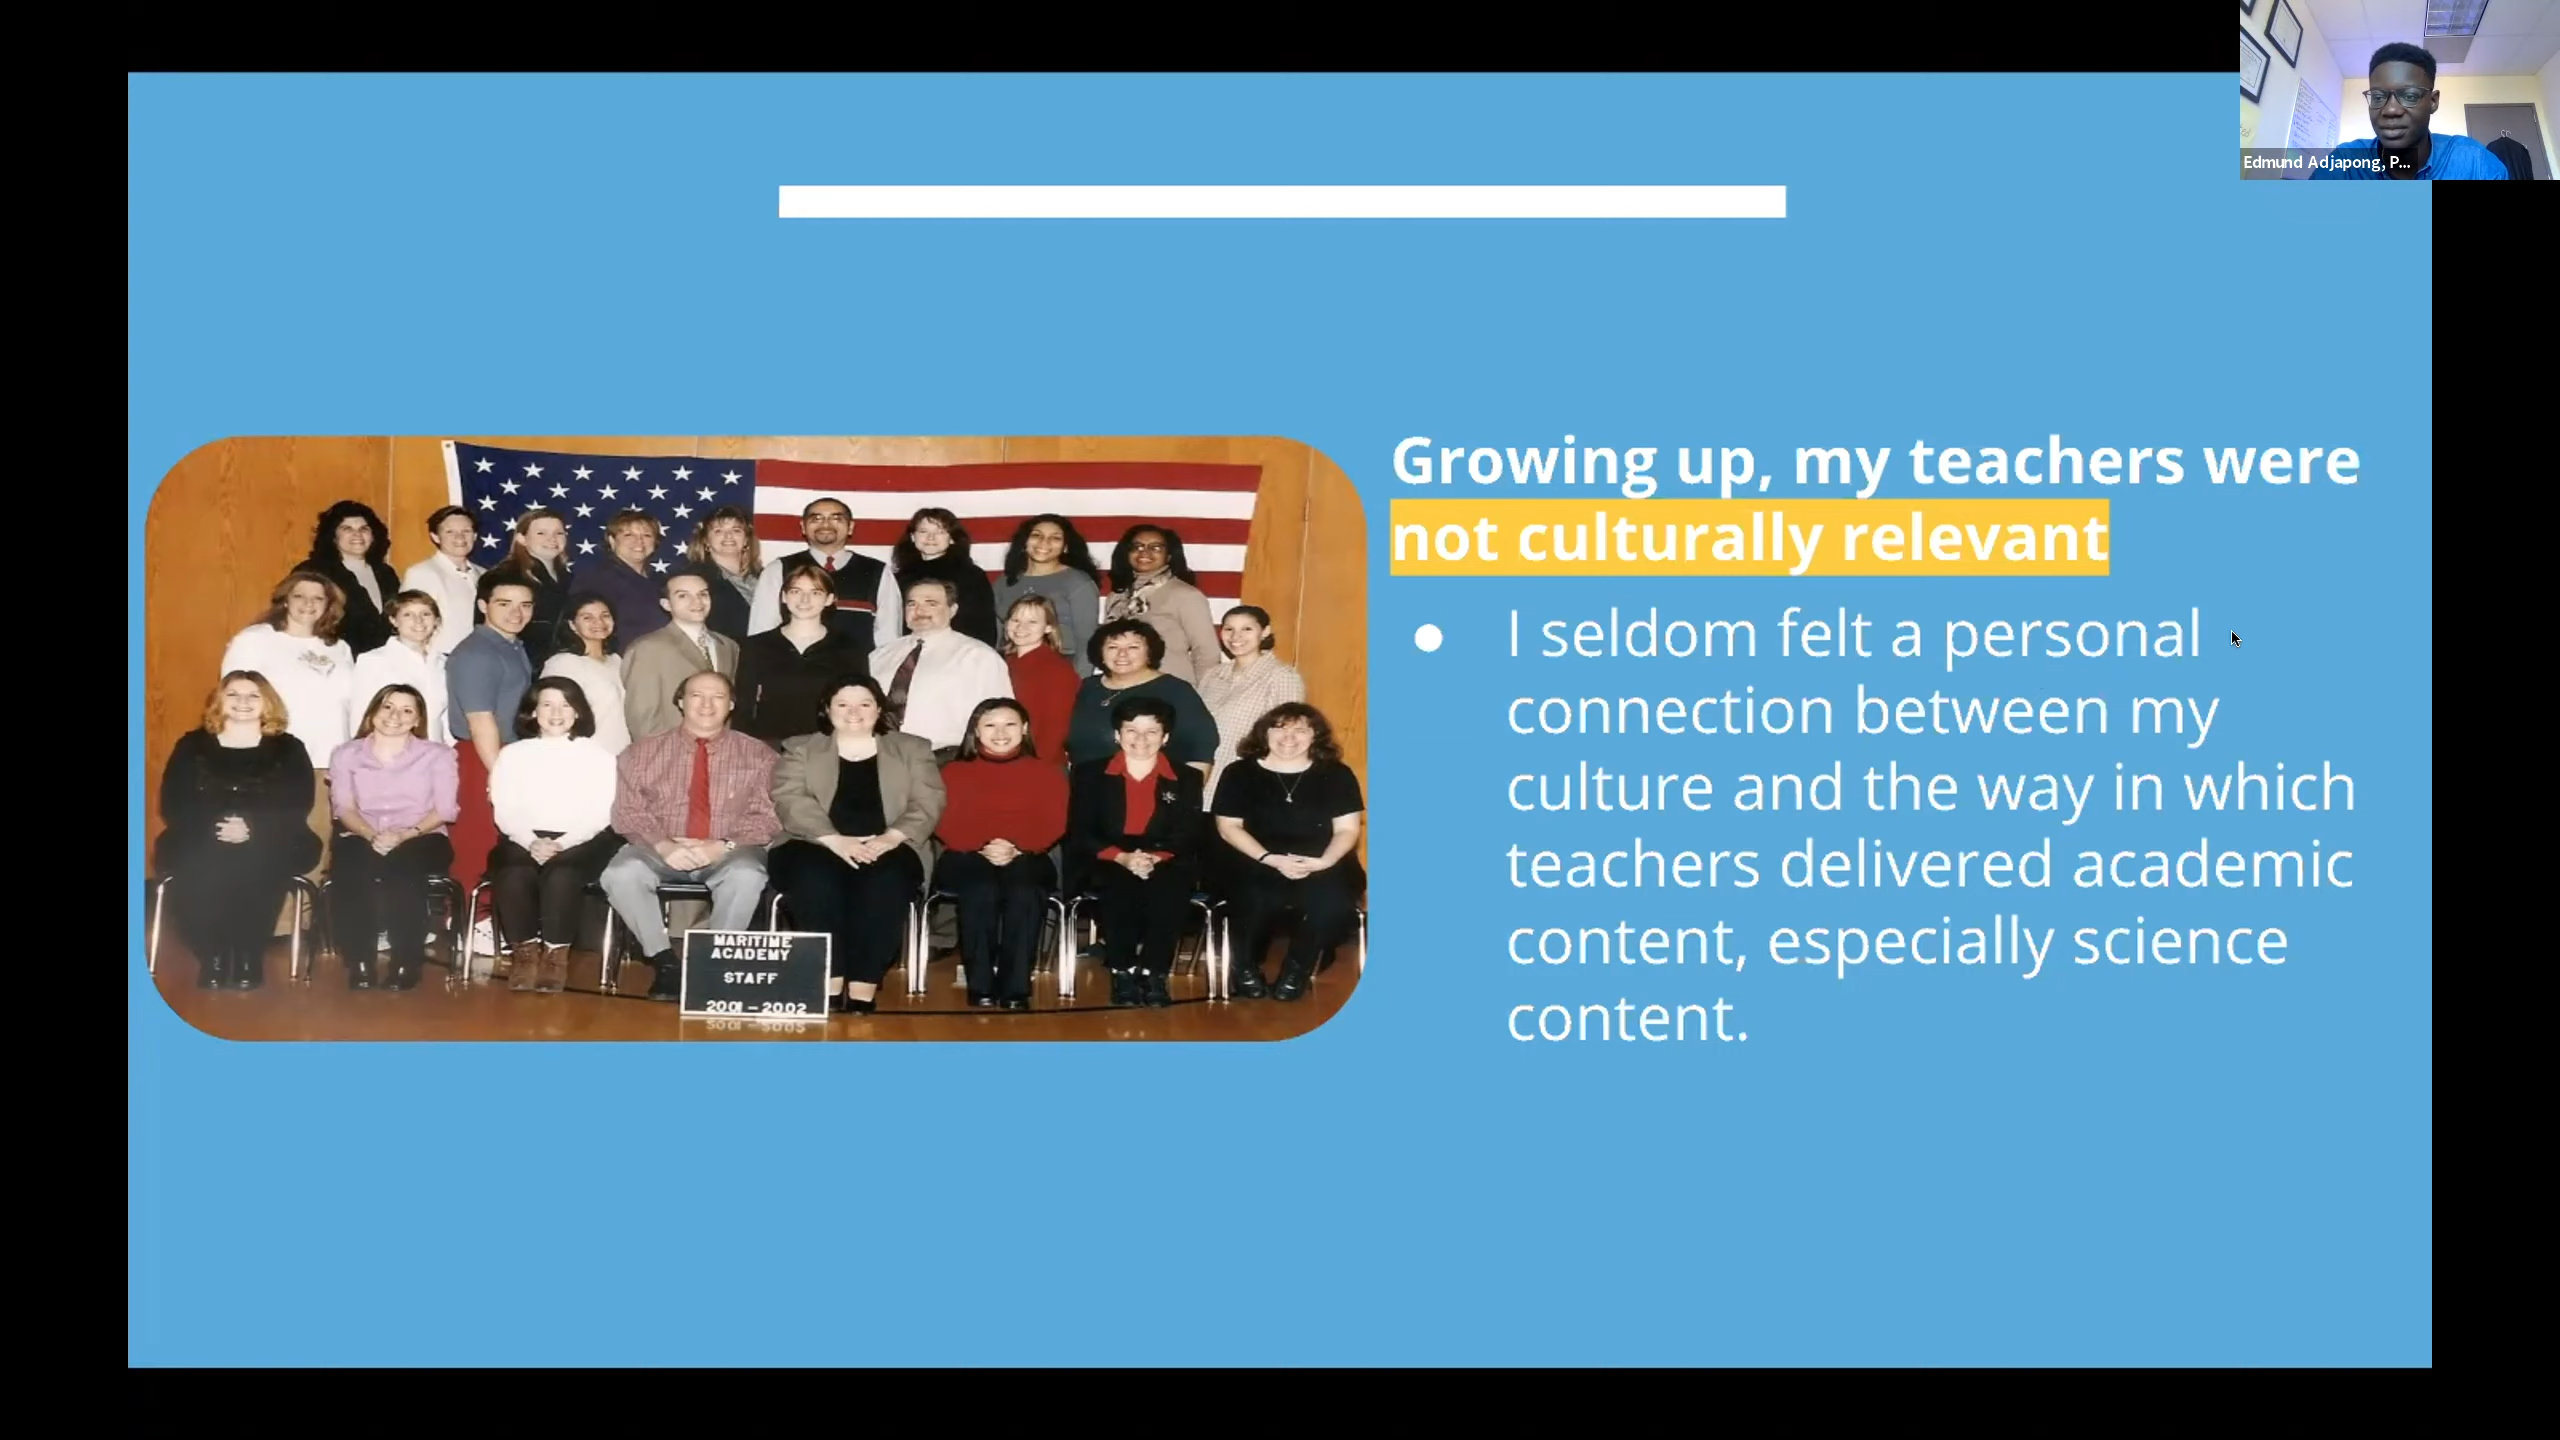 Edmund Adjapong, P...
Growing up, my teachers were
not culturally relevant
● I seldom felt a personal
connection between my
culture and the way in which
teachers delivered academic
content, especially science
content.
MARITIME
ACADEMY
STAFF
2001-2002